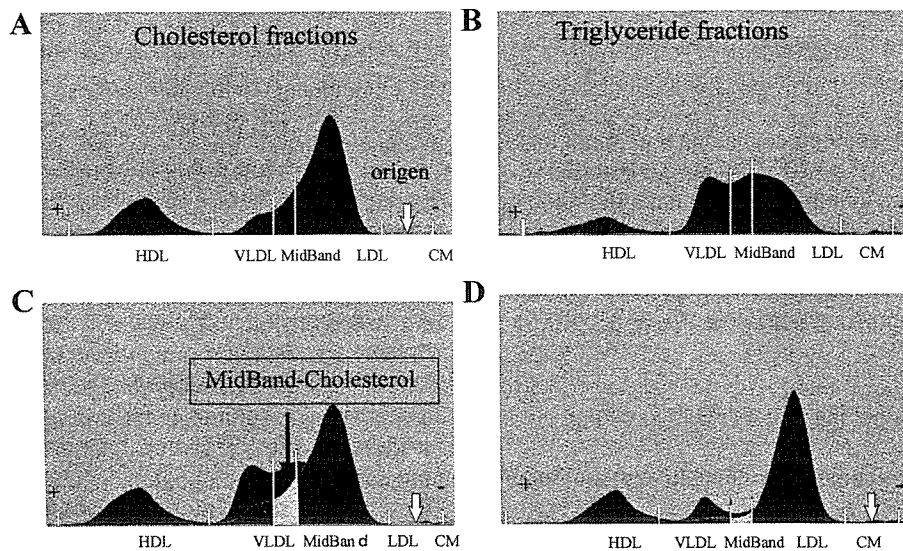 A
Cholesterol fractions
origen
+
-
HDL VLDL MidBand LDL CM
B
Triglyceride fractions
+
-
HDL VLDL MidBand LDL CM
C
MidBand-Cholesterol
+
-
HDL VLDL MidBand LDL CM
D
+
-
HDL VLDL MidBand LDL CM